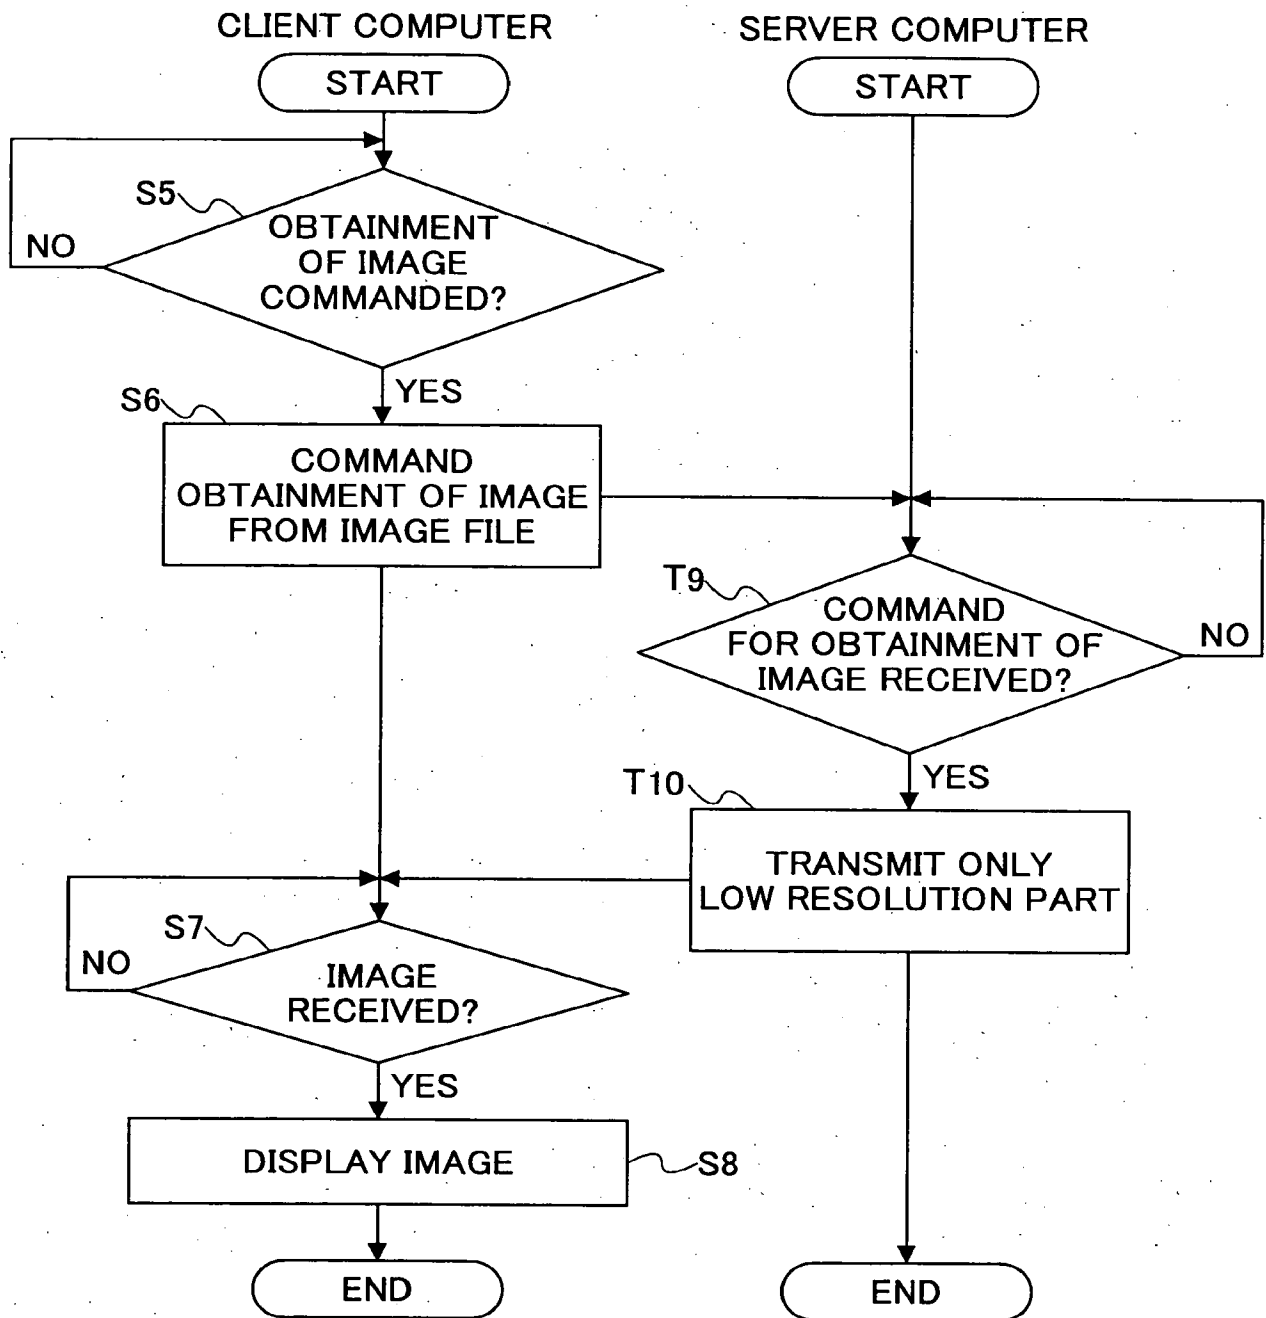 CLIENT COMPUTER
SERVER COMPUTER
START
START
S5
OBTAINMENT
OF IMAGE
COMMANDED?
NO
YES
S6
COMMAND
OBTAINMENT OF IMAGE
FROM IMAGE FILE
T9
COMMAND
FOR OBTAINMENT OF
IMAGE RECEIVED?
NO
YES
T10
TRANSMIT ONLY
LOW RESOLUTION PART
S7
NO
IMAGE
RECEIVED?
YES
DISPLAY IMAGE
S8
END
END